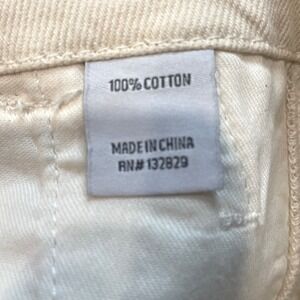 100% COTTON
MADE IN CHINA
RN# 132829